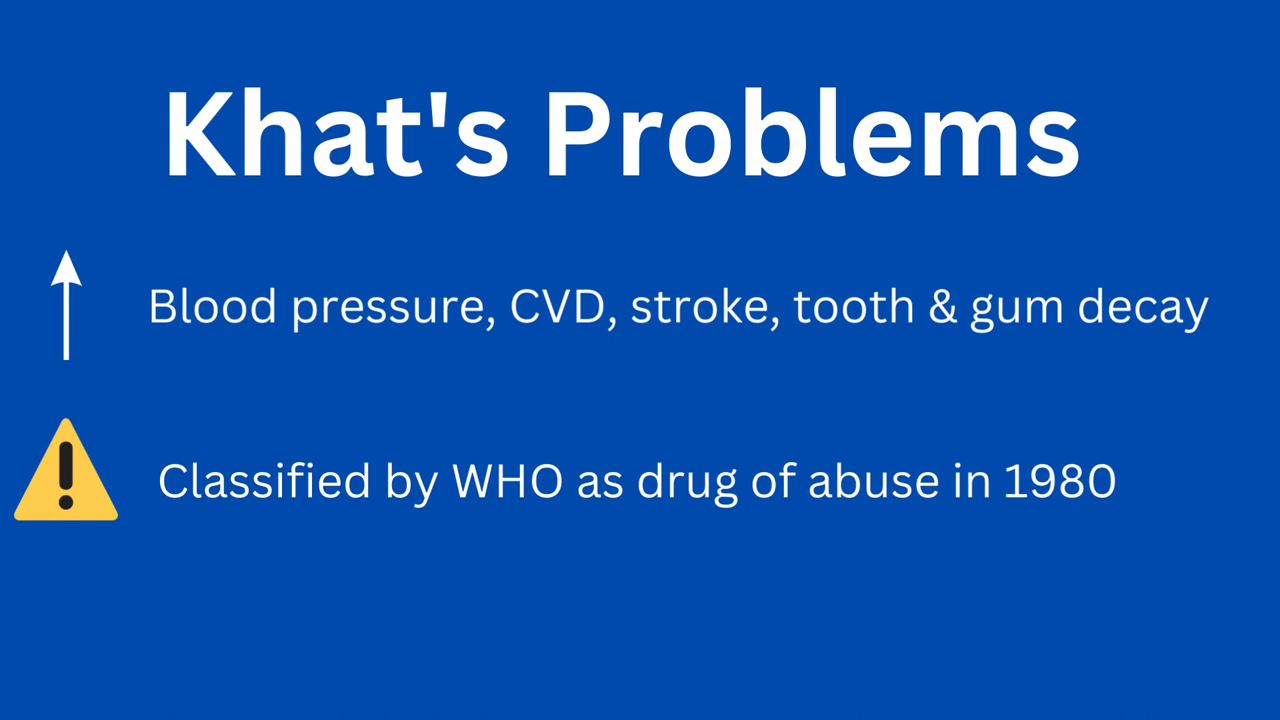 Khat's Problems
Blood pressure, CVD, stroke, tooth & gum decay
Classified by WHO as drug of abuse in 1980